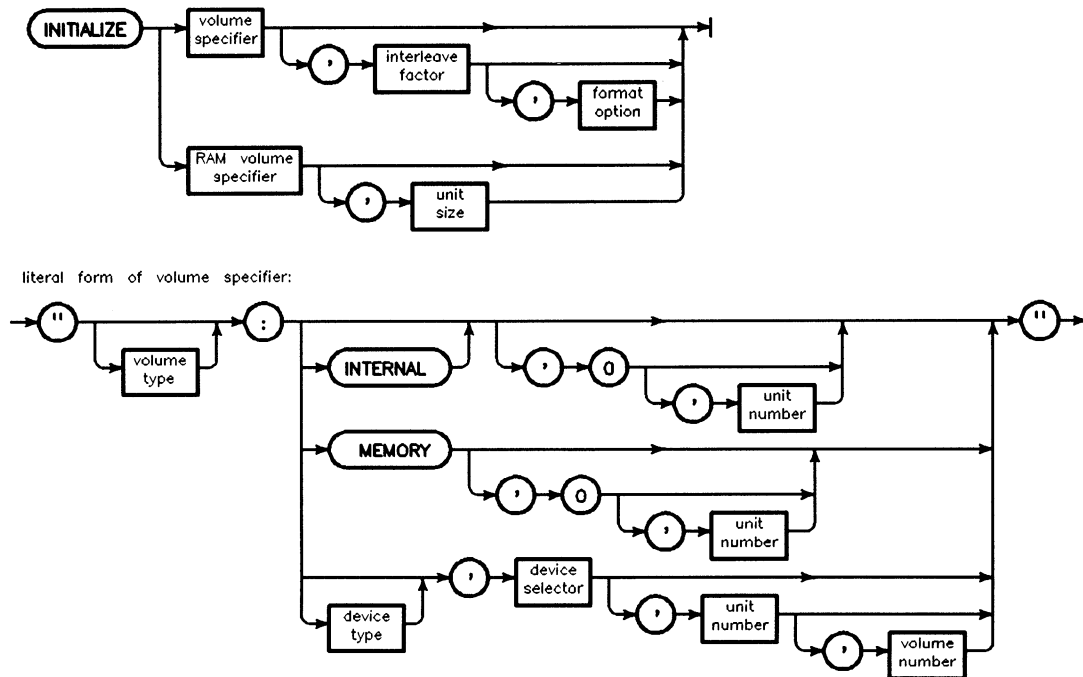 INITIALIZE
volume
specifier
,
interleave
factor
,
format
option
RAM volume
specifier
,
unit
size
literal form of volume specifier:
"
volume
type
:
INTERNAL
,
0
,
unit
number
"
MEMORY
,
0
,
unit
number
device
type
,
device
selector
,
unit
number
,
volume
number